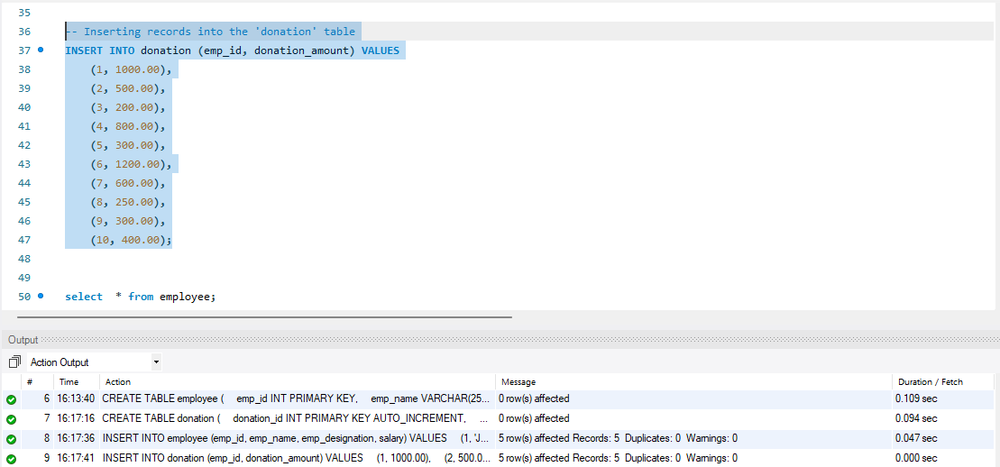 35
36 -- Inserting records into the 'donation' table
37 INSERT INTO donation (emp_id, donation_amount) VALUES
38 (1, 1000.00),
39 (2, 500.00),
40 (3, 200.00),
41 (4, 800.00),
42 (5, 300.00),
43 (6, 1200.00),
44 (7, 600.00),
45 (8, 250.00),
46 (9, 300.00),
47 (10, 400.00);
48
49
50 select * from employee;
Output
Action Output
# Time Action Message Duration / Fetch
6 16:13:40 CREATE TABLE employee ( emp_id INT PRIMARY KEY, emp_name VARCHAR(25... 0 row(s) affected 0.109 sec
7 16:17:16 CREATE TABLE donation ( donation_id INT PRIMARY KEY AUTO_INCREMENT, ... 0 row(s) affected 0.094 sec
8 16:17:36 INSERT INTO employee (emp_id, emp_name, emp_designation, salary) VALUES (1, 'J... 5 row(s) affected Records: 5 Duplicates: 0 Warnings: 0 0.047 sec
9 16:17:41 INSERT INTO donation (emp_id, donation_amount) VALUES (1, 1000.00), (2, 500.0... 5 row(s) affected Records: 5 Duplicates: 0 Warnings: 0 0.000 sec